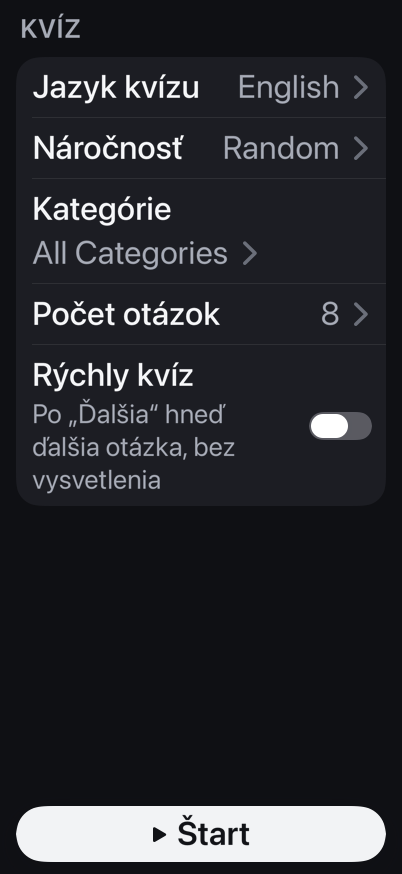 KVÍZ
Jazyk kvízu English
Náročnosť Random
Kategórie
All Categories
Počet otázok 8
Rýchly kvíz
Po „Ďalšia“ hneď
ďalšia otázka, bez
vysvetlenia
Štart